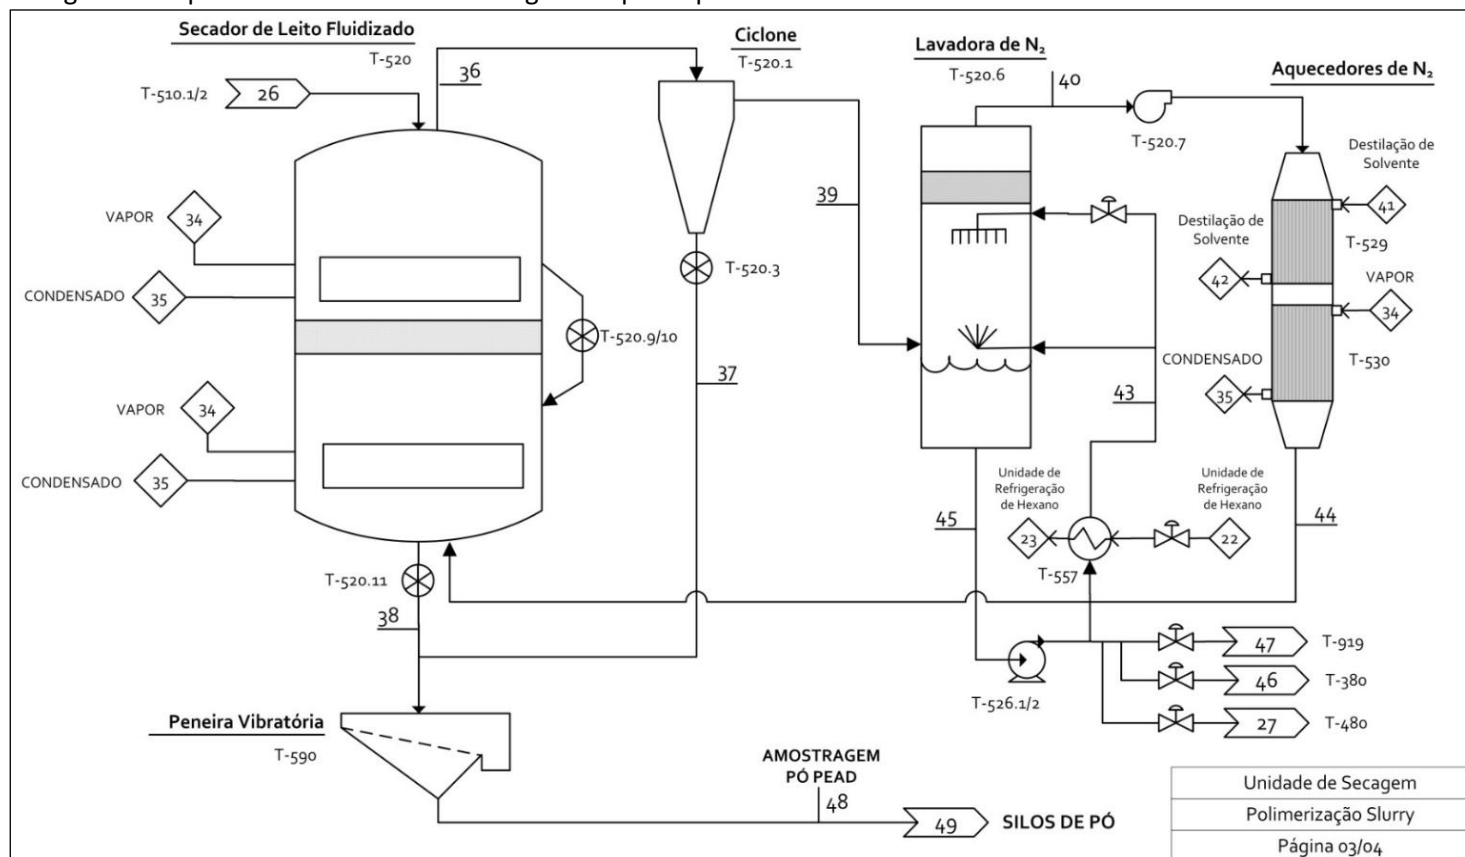 Secador de Leito Fluidizado
T-520
T-510.1/2
26
36
Ciclone
T-520.1
Lavadora de N₂
T-520.6
40
T-520.7
Aquecedores de N₂
Destilação de
Solvente
41
T-529
Destilação de
Solvente
42
VAPOR
34
T-530
CONDENSADO
35
VAPOR
34
CONDENSADO
35
T-520.9/10
T-520.3
39
37
43
VAPOR
34
CONDENSADO
35
Unidade de
Refrigeração
de Hexano
23
Unidade de
Refrigeração
de Hexano
22
T-557
45
44
T-520.11
38
T-526.1/2
47
T-919
46
T-380
27
T-480
Peneira Vibratória
T-590
AMOSTRAGEM
PÓ PEAD
48
49
SILOS DE PÓ
Unidade de Secagem
Polimerização Slurry
Página 03/04